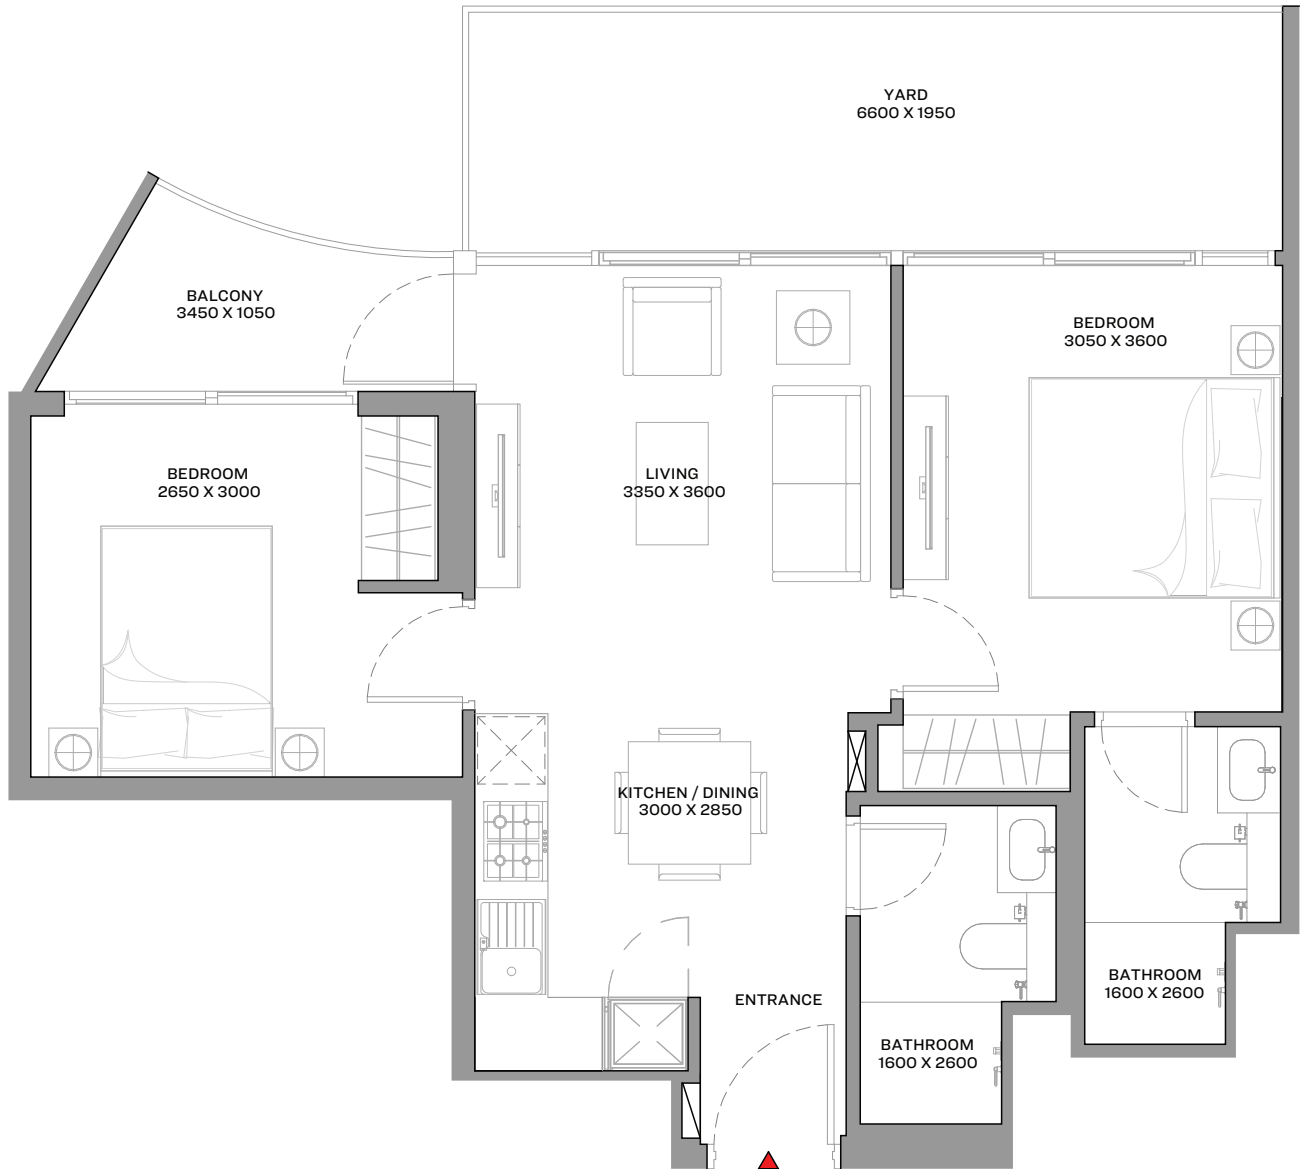 YARD
6600 X 1950
BALCONY
3450 X 1050
BEDROOM
3050 X 3600
BEDROOM
2650 X 3000
LIVING
3350 X 3600
KITCHEN / DINING
3000 X 2850
ENTRANCE
BATHROOM
1600 X 2600
BATHROOM
1600 X 2600